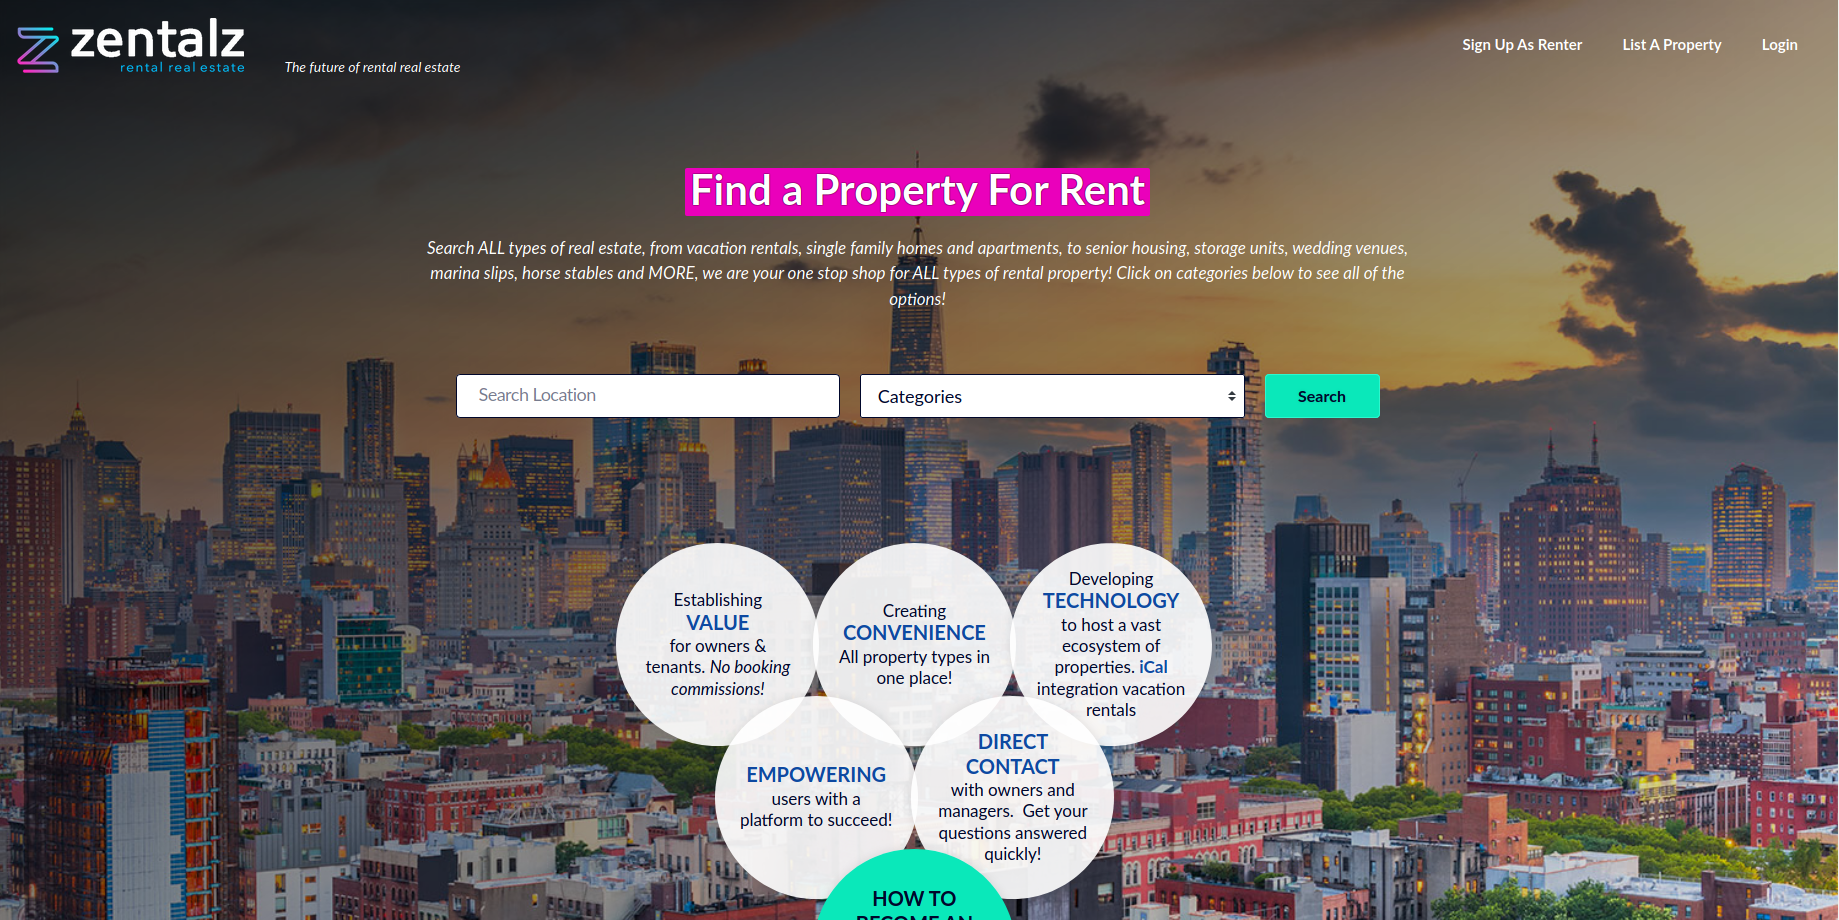 zentalz
rental real estate
The future of rental real estate
Sign Up As Renter
List A Property
Login
Find a Property For Rent
Search ALL types of real estate, from vacation rentals, single family homes and apartments, to senior housing, storage units, wedding venues,
marina slips, horse stables and MORE, we are your one stop shop for ALL types of rental property! Click on categories below to see all of the
options!
Search Location
Categories
Search
Establishing
VALUE
for owners &
tenants. No booking
commissions!
Creating
CONVENIENCE
All property types in
one place!
Developing
TECHNOLOGY
to host a vast
ecosystem of
properties. iCal
integration vacation
rentals
EMPOWERING
users with a
platform to succeed!
DIRECT
CONTACT
with owners and
managers. Get your
questions answered
quickly!
HOW TO
BECOME AN